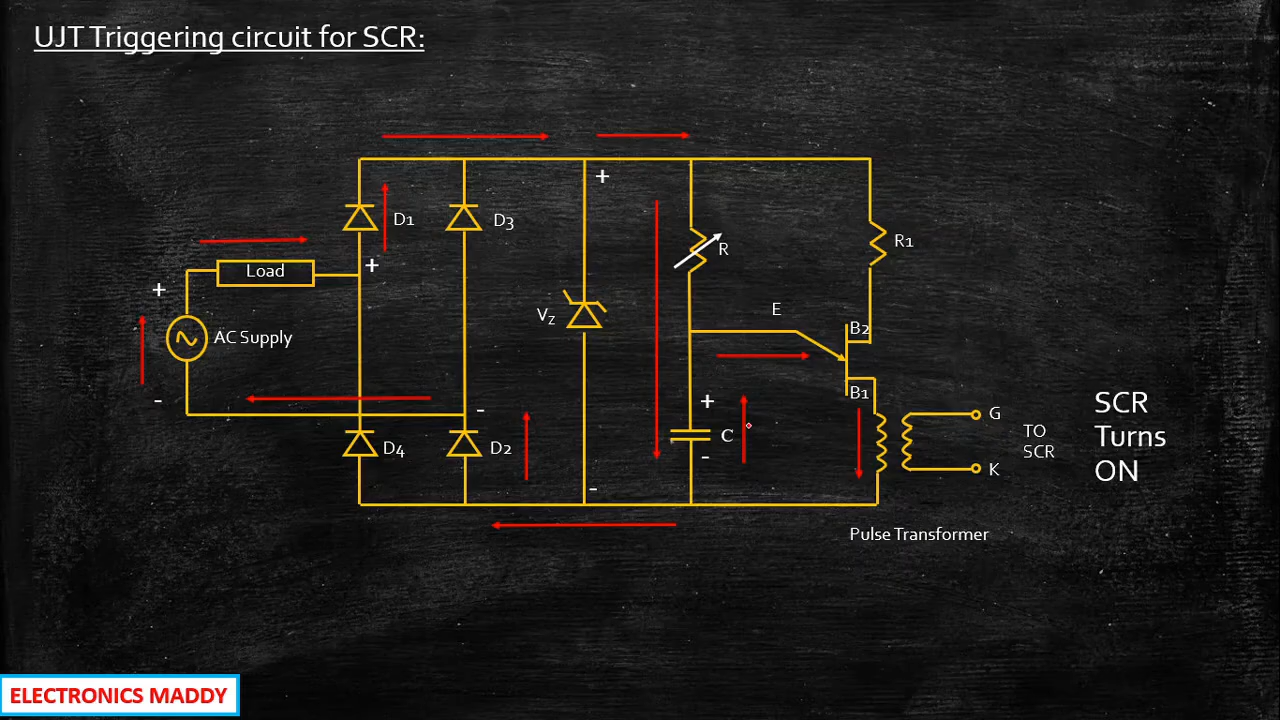 UJT Triggering circuit for SCR:
+
D1
D3
R
R1
Load
+
+
AC Supply
VZ
E
B2
B1
-
-
+
C
-
D4
D2
-
G
K
TO
SCR
SCR
Turns
ON
Pulse Transformer
ELECTRONICS MADDY